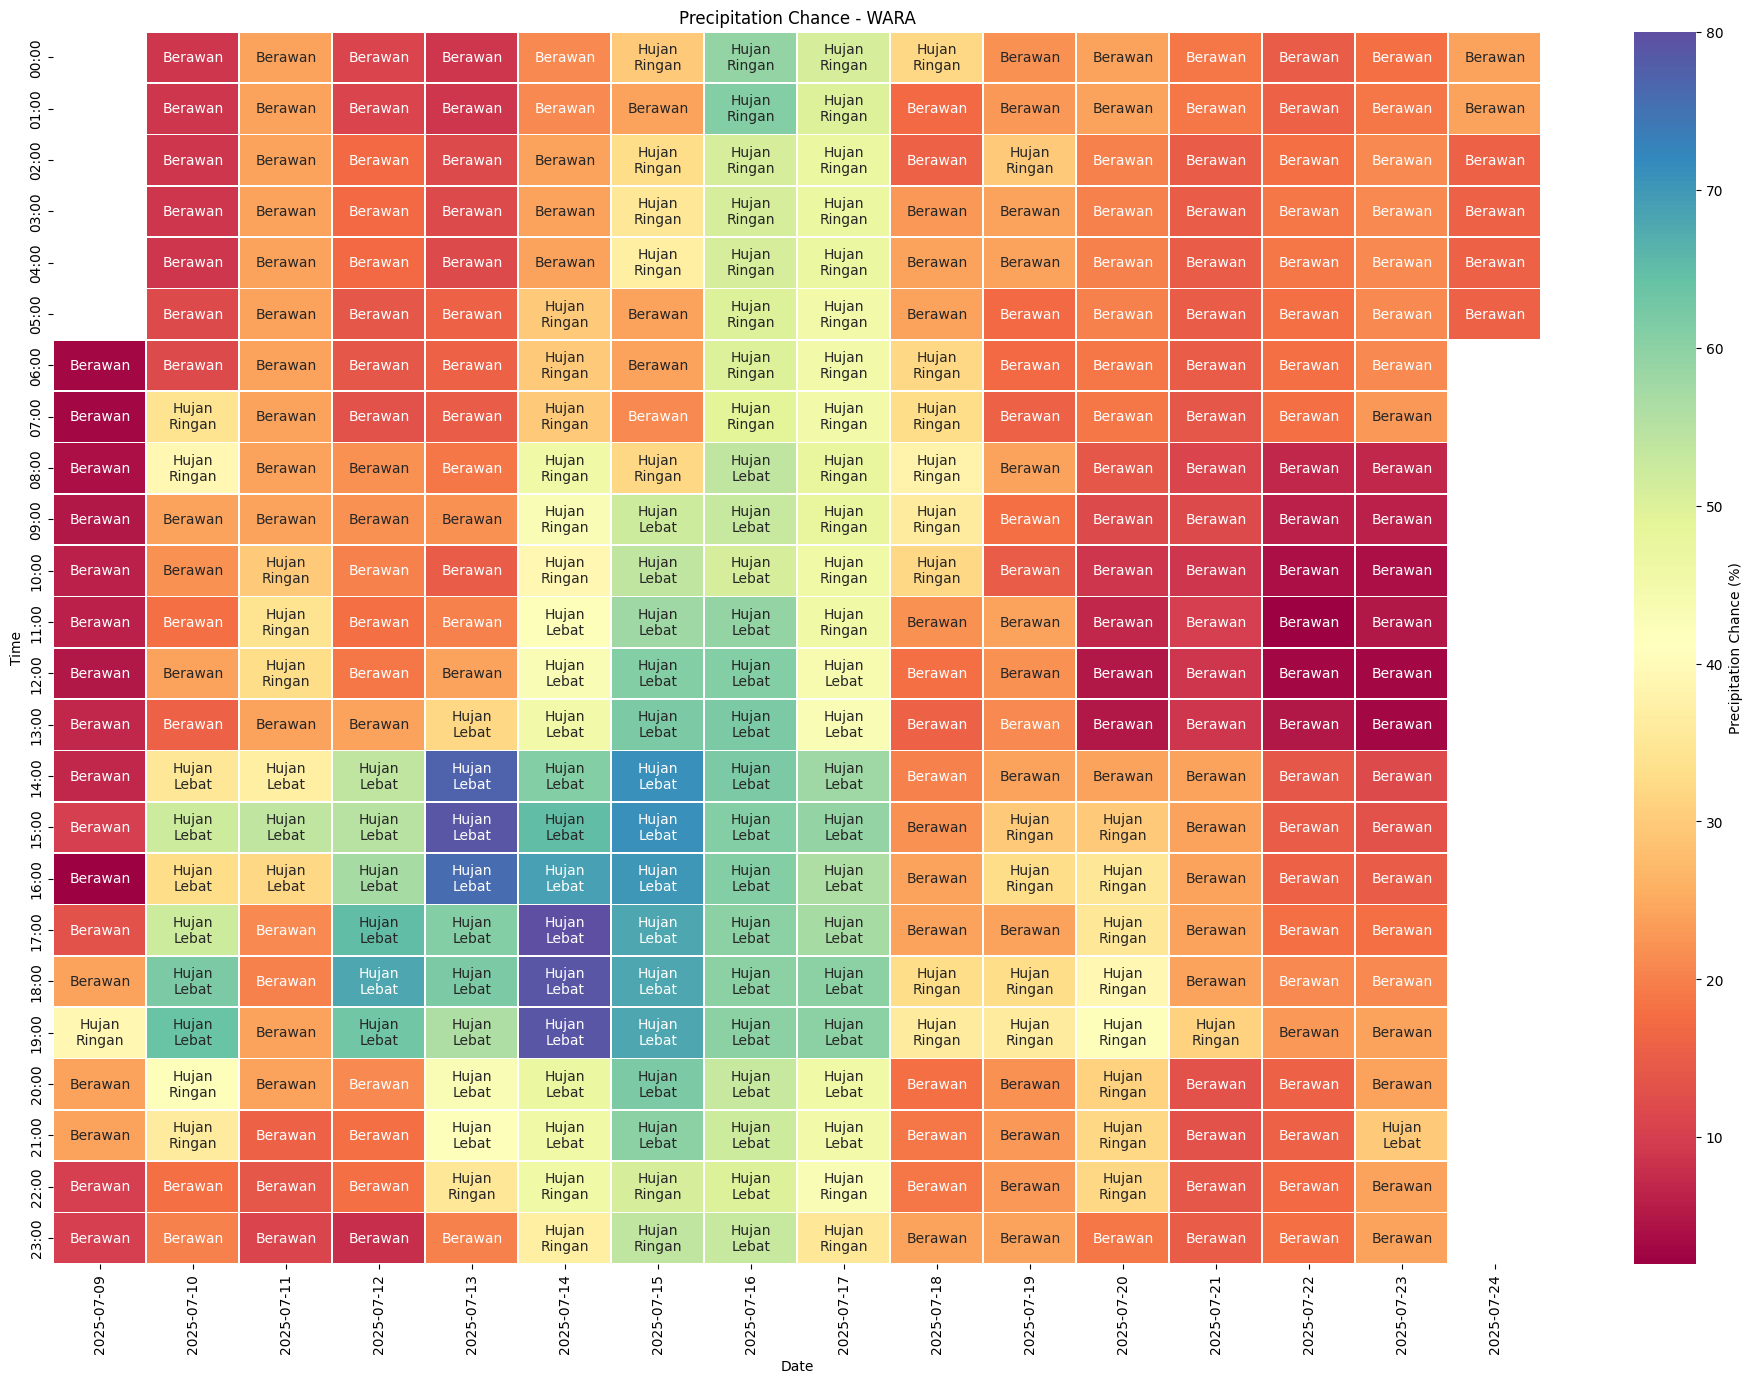 Precipitation Chance - WARA
00:00 Berawan Berawan Berawan Berawan Berawan Hujan Ringan Hujan Ringan Hujan Ringan Hujan Ringan Berawan Berawan Berawan Berawan Berawan Berawan
01:00 Berawan Berawan Berawan Berawan Berawan Berawan Hujan Ringan Hujan Ringan Berawan Berawan Berawan Berawan Berawan Berawan Berawan
02:00 Berawan Berawan Berawan Berawan Berawan Hujan Ringan Hujan Ringan Hujan Ringan Berawan Hujan Ringan Berawan Berawan Berawan Berawan Berawan
03:00 Berawan Berawan Berawan Berawan Berawan Hujan Ringan Hujan Ringan Hujan Ringan Berawan Berawan Berawan Berawan Berawan Berawan Berawan
04:00 Berawan Berawan Berawan Berawan Berawan Hujan Ringan Hujan Ringan Hujan Ringan Berawan Berawan Berawan Berawan Berawan Berawan Berawan
05:00 Berawan Berawan Berawan Berawan Hujan Ringan Berawan Hujan Ringan Hujan Ringan Berawan Berawan Berawan Berawan Berawan Berawan Berawan
06:00 Berawan Berawan Berawan Berawan Berawan Hujan Ringan Berawan Hujan Ringan Hujan Ringan Hujan Ringan Berawan Berawan Berawan Berawan Berawan
07:00 Berawan Hujan Ringan Berawan Berawan Berawan Hujan Ringan Berawan Hujan Ringan Hujan Ringan Hujan Ringan Berawan Berawan Berawan Berawan Berawan
08:00 Berawan Hujan Ringan Berawan Berawan Berawan Hujan Ringan Hujan Ringan Hujan Lebat Hujan Ringan Hujan Ringan Berawan Berawan Berawan Berawan Berawan
09:00 Berawan Berawan Berawan Berawan Berawan Hujan Ringan Hujan Lebat Hujan Lebat Hujan Ringan Hujan Ringan Berawan Berawan Berawan Berawan Berawan
10:00 Berawan Berawan Hujan Ringan Berawan Berawan Hujan Ringan Hujan Lebat Hujan Lebat Hujan Ringan Hujan Ringan Berawan Berawan Berawan Berawan Berawan
11:00 Berawan Berawan Hujan Ringan Berawan Berawan Hujan Lebat Hujan Lebat Hujan Lebat Hujan Ringan Berawan Berawan Berawan Berawan Berawan Berawan
12:00 Berawan Berawan Hujan Ringan Berawan Berawan Hujan Lebat Hujan Lebat Hujan Lebat Hujan Lebat Berawan Berawan Berawan Berawan Berawan Berawan
13:00 Berawan Berawan Berawan Berawan Hujan Lebat Hujan Lebat Hujan Lebat Hujan Lebat Hujan Lebat Berawan Berawan Berawan Berawan Berawan Berawan
14:00 Berawan Hujan Lebat Hujan Lebat Hujan Lebat Hujan Lebat Hujan Lebat Hujan Lebat Hujan Lebat Hujan Lebat Berawan Berawan Berawan Berawan Berawan Berawan
15:00 Berawan Hujan Lebat Hujan Lebat Hujan Lebat Hujan Lebat Hujan Lebat Hujan Lebat Hujan Lebat Hujan Lebat Berawan Hujan Ringan Hujan Ringan Berawan Berawan Berawan
16:00 Berawan Hujan Lebat Hujan Lebat Hujan Lebat Hujan Lebat Hujan Lebat Hujan Lebat Hujan Lebat Hujan Lebat Berawan Hujan Ringan Hujan Ringan Berawan Berawan Berawan
17:00 Berawan Hujan Lebat Berawan Hujan Lebat Hujan Lebat Hujan Lebat Hujan Lebat Hujan Lebat Hujan Lebat Berawan Berawan Hujan Ringan Berawan Berawan Berawan
18:00 Berawan Hujan Lebat Berawan Hujan Lebat Hujan Lebat Hujan Lebat Hujan Lebat Hujan Lebat Hujan Lebat Hujan Ringan Hujan Ringan Hujan Ringan Berawan Berawan Berawan
19:00 Hujan Ringan Hujan Lebat Berawan Hujan Lebat Hujan Lebat Hujan Lebat Hujan Lebat Hujan Lebat Hujan Lebat Hujan Ringan Hujan Ringan Hujan Ringan Hujan Ringan Berawan Berawan
20:00 Berawan Hujan Ringan Berawan Berawan Hujan Lebat Hujan Lebat Hujan Lebat Hujan Lebat Hujan Lebat Berawan Berawan Hujan Ringan Berawan Berawan Berawan
21:00 Berawan Hujan Ringan Berawan Berawan Hujan Lebat Hujan Lebat Hujan Lebat Hujan Lebat Hujan Lebat Berawan Berawan Hujan Ringan Berawan Berawan Hujan Lebat
22:00 Berawan Berawan Berawan Berawan Hujan Ringan Hujan Ringan Hujan Ringan Hujan Lebat Hujan Ringan Berawan Berawan Hujan Ringan Berawan Berawan Berawan
23:00 Berawan Berawan Berawan Berawan Berawan Hujan Ringan Hujan Ringan Hujan Lebat Hujan Ringan Berawan Berawan Berawan Berawan Berawan Berawan
Time
2025-07-09 2025-07-10 2025-07-11 2025-07-12 2025-07-13 2025-07-14 2025-07-15 2025-07-16 2025-07-17 2025-07-18 2025-07-19 2025-07-20 2025-07-21 2025-07-22 2025-07-23 2025-07-24
Date
80
70
60
50
40
30
20
10
Precipitation Chance (%)